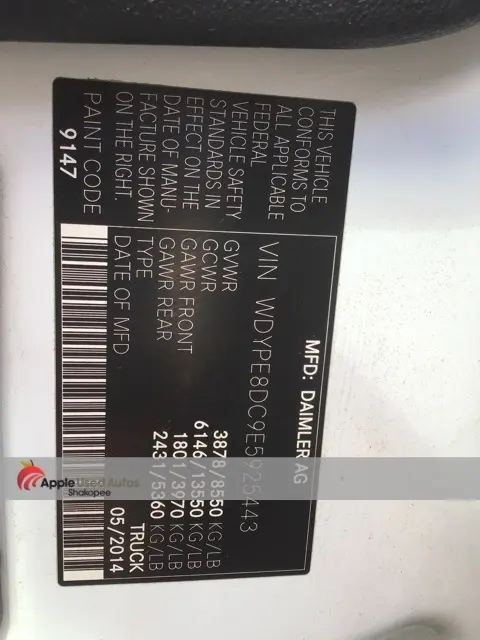 MFD: DAIMLER AG
THIS VEHICLE
CONFORMS TO
ALL APPLICABLE
FEDERAL
VEHICLE SAFETY
STANDARDS IN
EFFECT ON THE
DATE OF MANU-
FACTURE SHOWN
ON THE RIGHT.
PAINT CODE
9147
VIN WDYPE8DC9E5925443
GVWR 3878/8550 KG/LB
GCWR 6146/13550 KG/LB
GAWR FRONT 1801/3970 KG/LB
GAWR REAR 2431/5360 KG/LB
TYPE TRUCK
DATE OF MFD 05/2014
Apple Used Autos
Shakopee